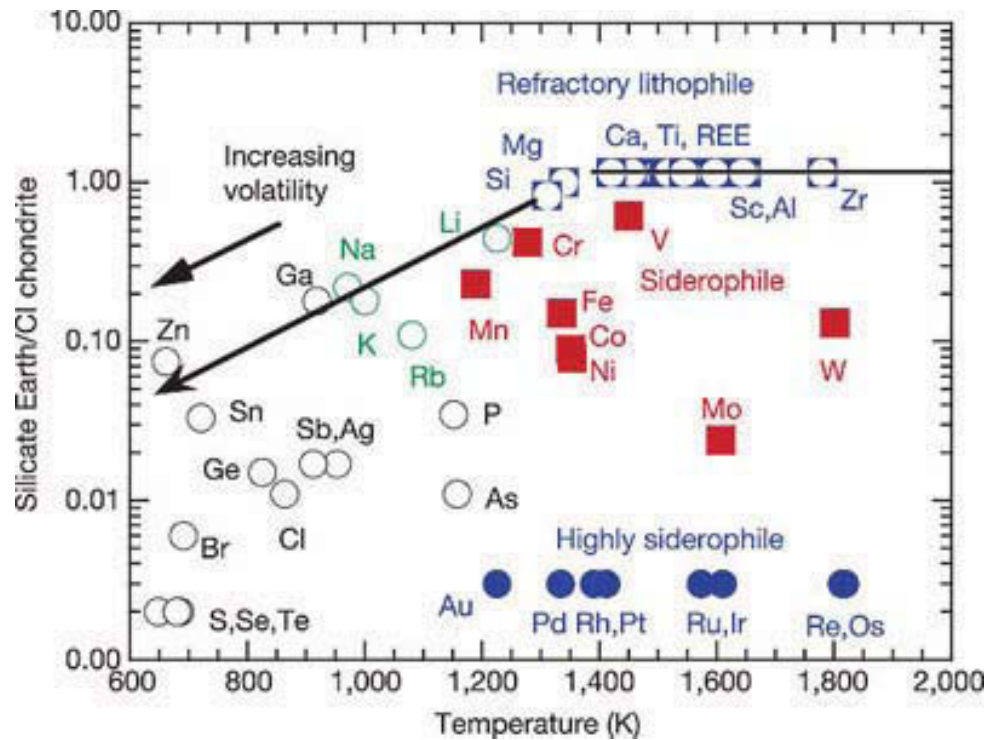 10.00
Refractory lithophile
Mg
Ca, Ti, REE
Increasing
volatility
1.00
Si
Li
Sc,Al
Zr
Na
Cr
V
Ga
Siderophile
Zn
Fe
Mn
Co
0.10
K
Ni
Rb
W
Mo
Sn
Sb,Ag
P
Ge
As
0.01
Cl
Br
Highly siderophile
Au
S,Se,Te
Pd Rh,Pt
Ru,Ir
Re,Os
0.00
600
800
1,000
1,200
1,400
1,600
1,800
2,000
Temperature (K)
Silicate Earth/CI chondrite